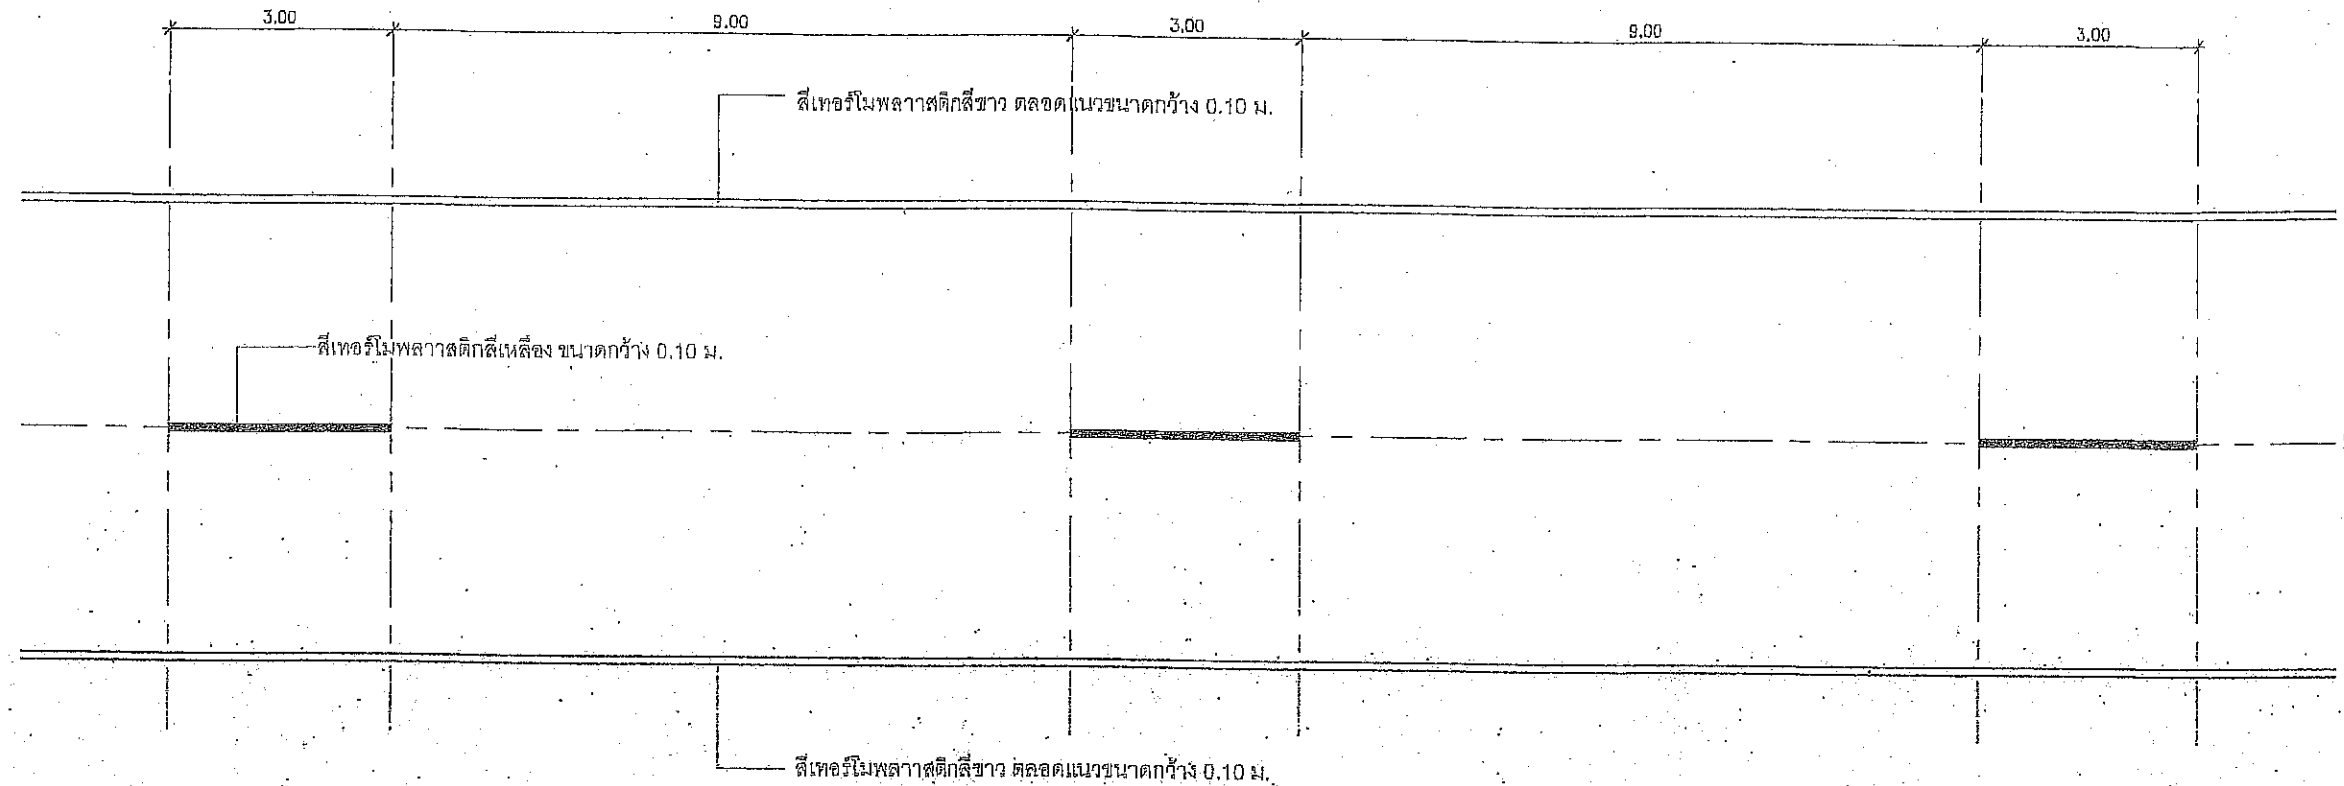 3.00 9.00 3.00 9.00 3.00
สีเทอร์โมพลาาสติกสีขาว ตลอดแนวขนาดกว้าง 0.10 ม.
สีเทอร์โมพลาาสติกสีเหลือง ขนาดกว้าง 0.10 ม.
สีเทอร์โมพลาาสติกสีขาว ตลอดแนวขนาดกว้าง 0.10 ม.